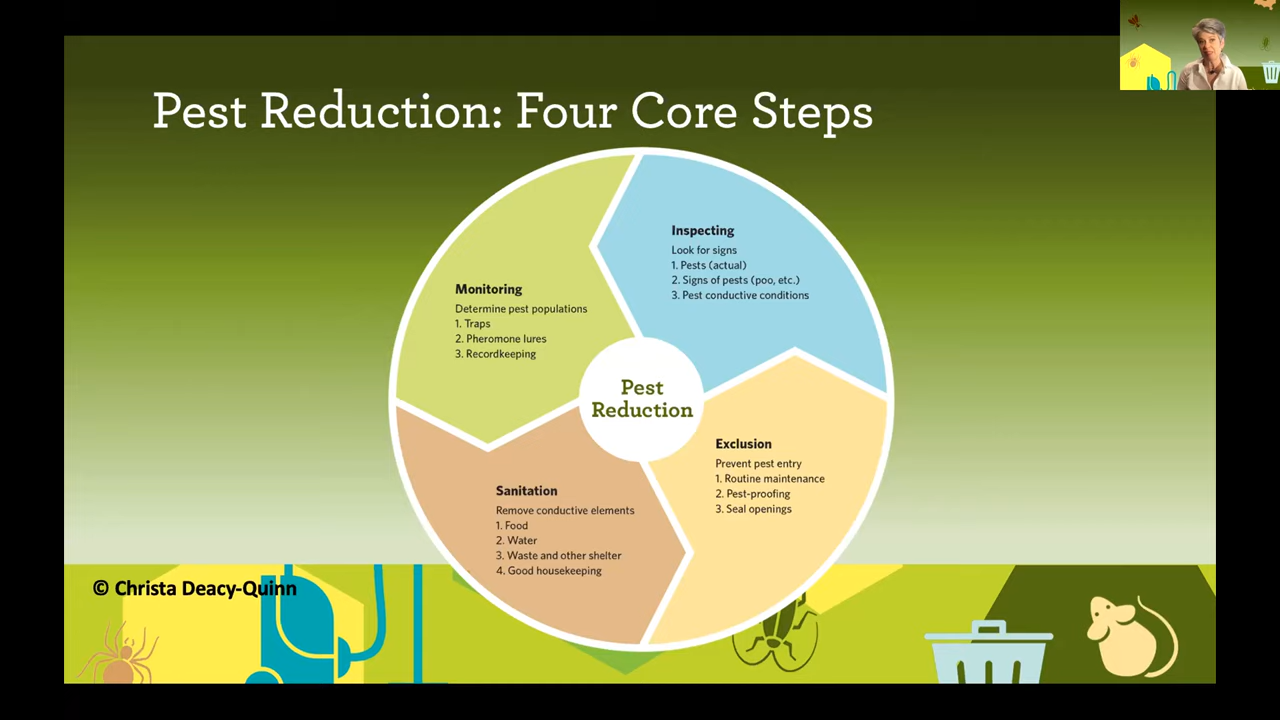 Pest Reduction: Four Core Steps
Inspecting
Look for signs
1. Pests (actual)
2. Signs of pests (poo, etc.)
3. Pest conductive conditions
Exclusion
Prevent pest entry
1. Routine maintenance
2. Pest-proofing
3. Seal openings
Sanitation
Remove conductive elements
1. Food
2. Water
3. Waste and other shelter
4. Good housekeeping
Monitoring
Determine pest populations
1. Traps
2. Pheromone lures
3. Recordkeeping
Pest
Reduction
© Christa Deacy-Quinn